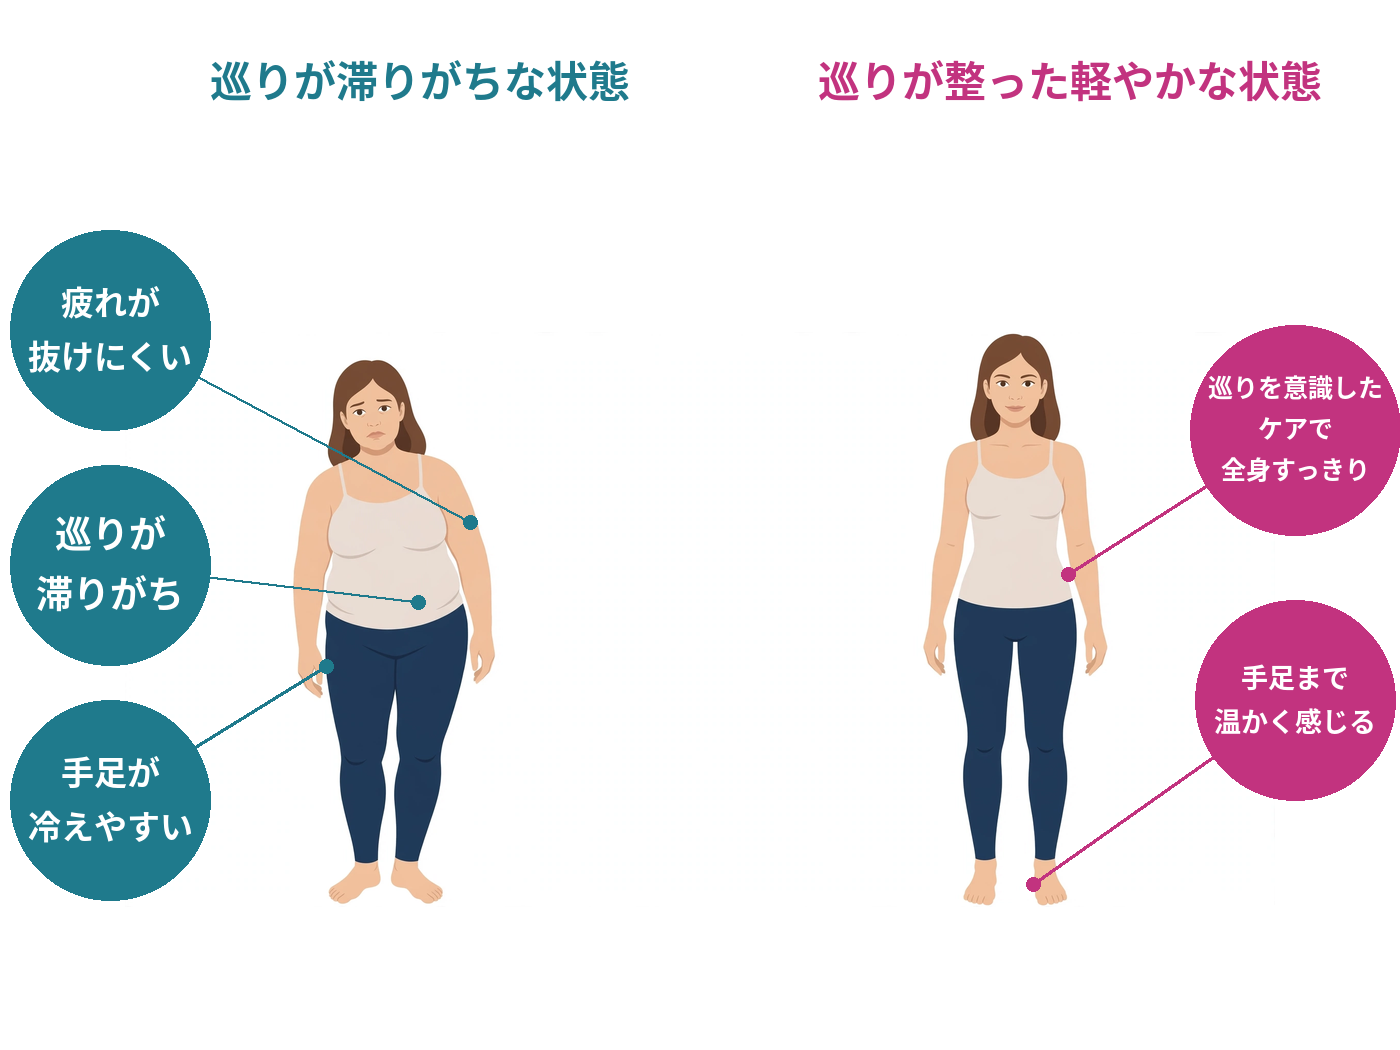 巡りが滞りがちな状態
疲れが
抜けにくい
巡りが
滞りがち
手足が
冷えやすい
巡りが整った軽やかな状態
巡りを意識した
ケアで
全身すっきり
手足まで
温かく感じる